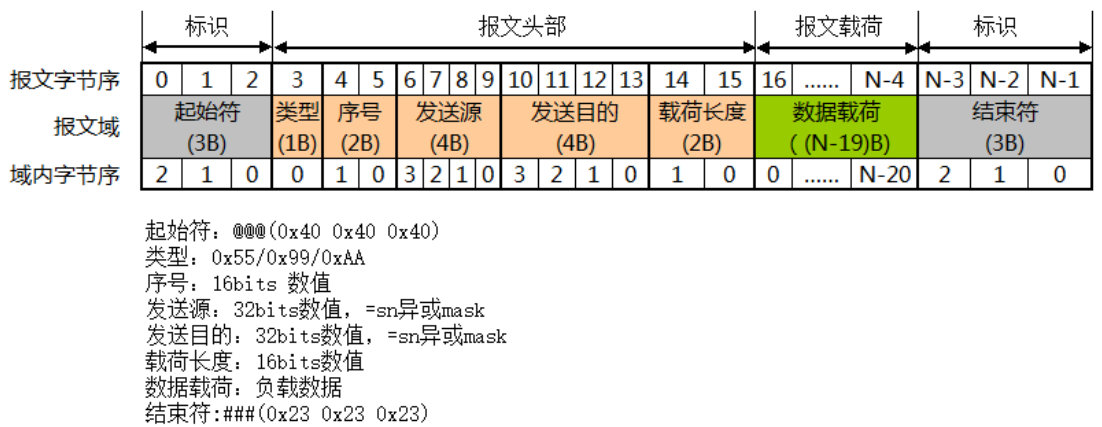 标识 报文头部 报文载荷 标识
报文字节序 0 1 2 3 4 5 6 7 8 9 10 11 12 13 14 15 16 ...... N-4 N-3 N-2 N-1
报文域 起始符 类型 序号 发送源 发送目的 载荷长度 数据载荷 结束符
(3B) (1B) (2B) (4B) (4B) (2B) ( (N-19)B) (3B)
域内字节序 2 1 0 0 1 0 3 2 1 0 3 2 1 0 1 0 0 ...... N-20 2 1 0
起始符: @@@(0x40 0x40 0x40)
类型: 0x55/0x99/0xAA
序号: 16bits 数值
发送源: 32bits数值, =sn异或mask
发送目的: 32bits数值, =sn异或mask
载荷长度: 16bits数值
数据载荷: 负载数据
结束符:###(0x23 0x23 0x23)